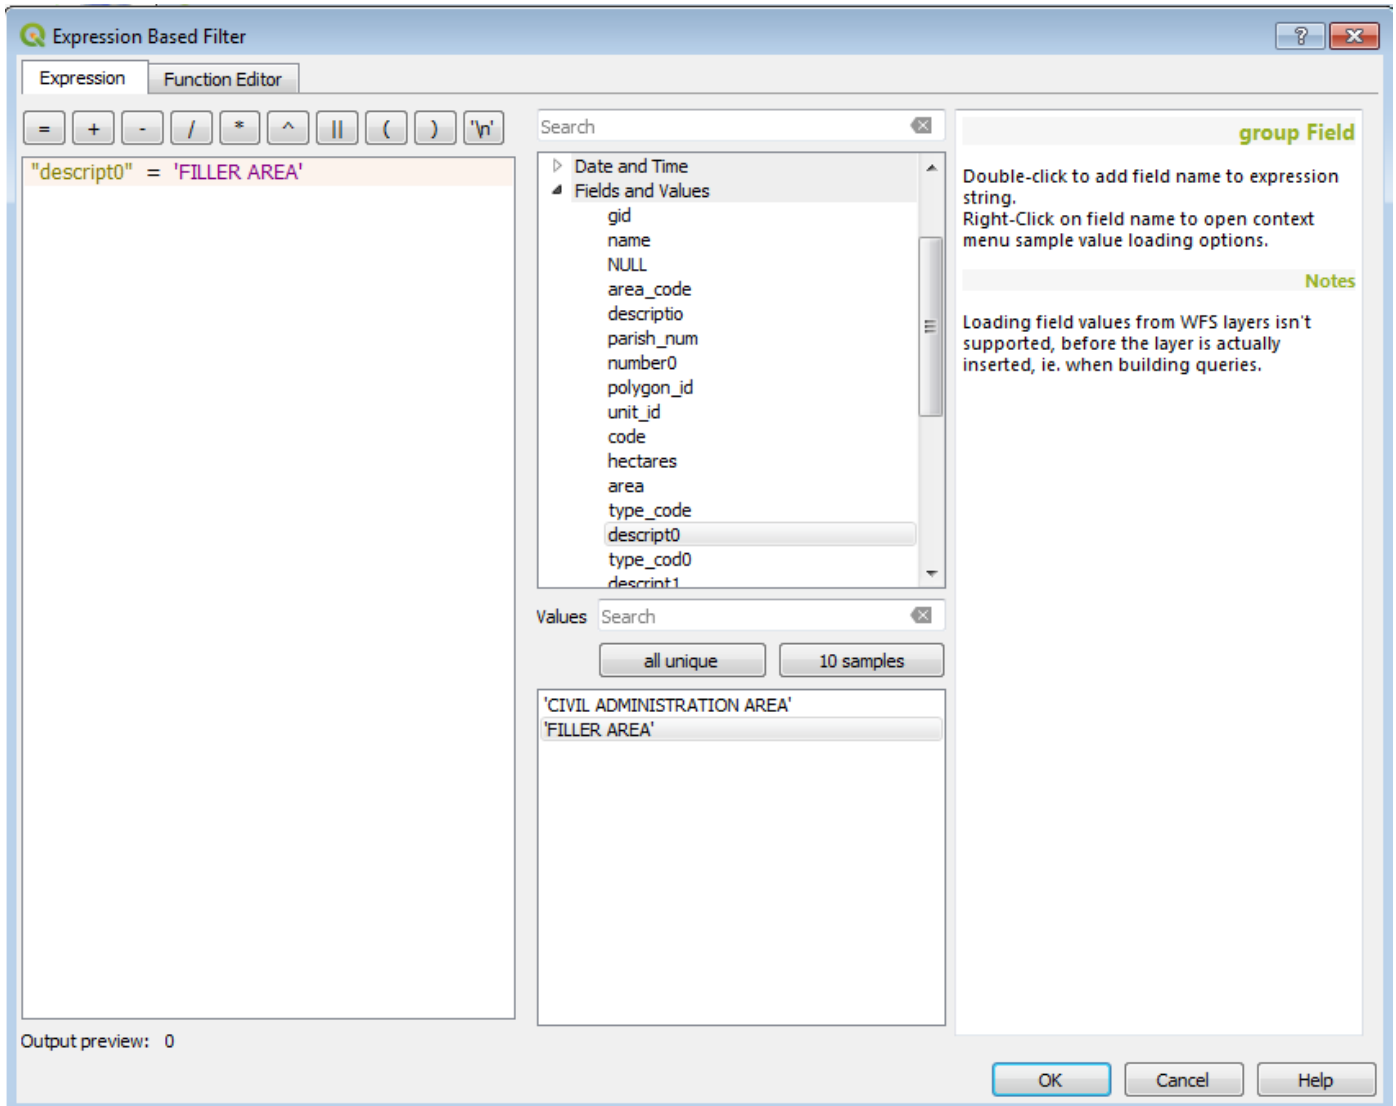 Expression Based Filter
?
Expression
Function Editor
= + - / * ^ || ( ) '\n'
"descript0" = 'FILLER AREA'
Output preview: 0
Search
Date and Time
Fields and Values
gid
name
NULL
area_code
descriptio
parish_num
number0
polygon_id
unit_id
code
hectares
area
type_code
descript0
type_cod0
descript1
Values Search
all unique
10 samples
'CIVIL ADMINISTRATION AREA'
'FILLER AREA'
group Field
Double-click to add field name to expression
string.
Right-Click on field name to open context
menu sample value loading options.
Notes
Loading field values from WFS layers isn't
supported, before the layer is actually
inserted, ie. when building queries.
OK
Cancel
Help